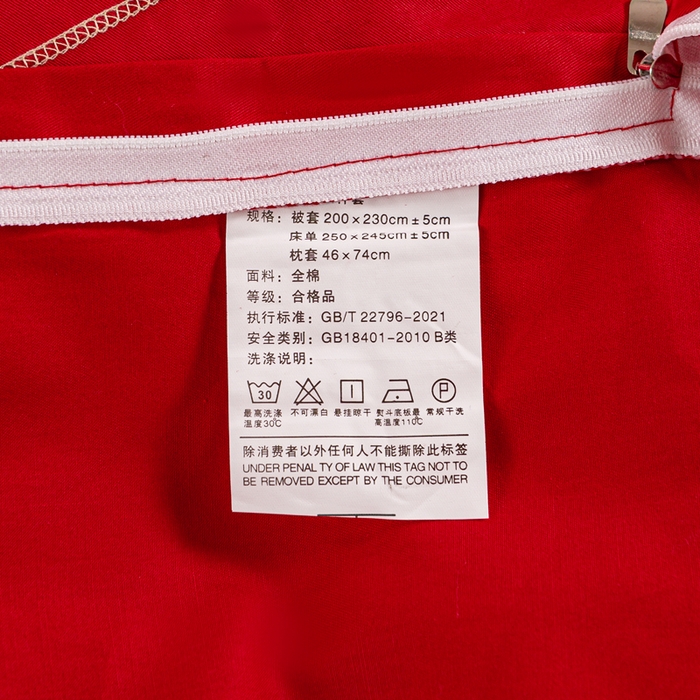 规格：被套 200×230cm±5cm
床单 250×245cm±5cm
枕套 46×74cm
面料：全棉
等级：合格品
执行标准：GB/T 22796-2021
安全类别：GB18401-2010 B类
洗涤说明：
30
P
最高洗涤温度30℃
不可漂白
悬挂晾干
熨斗底板最高温度110℃
常规干洗
除消费者以外任何人不能撕除此标签
UNDER PENAL TY OF LAW THIS TAG NOT TO
BE REMOVED EXCEPT BY THE CONSUMER